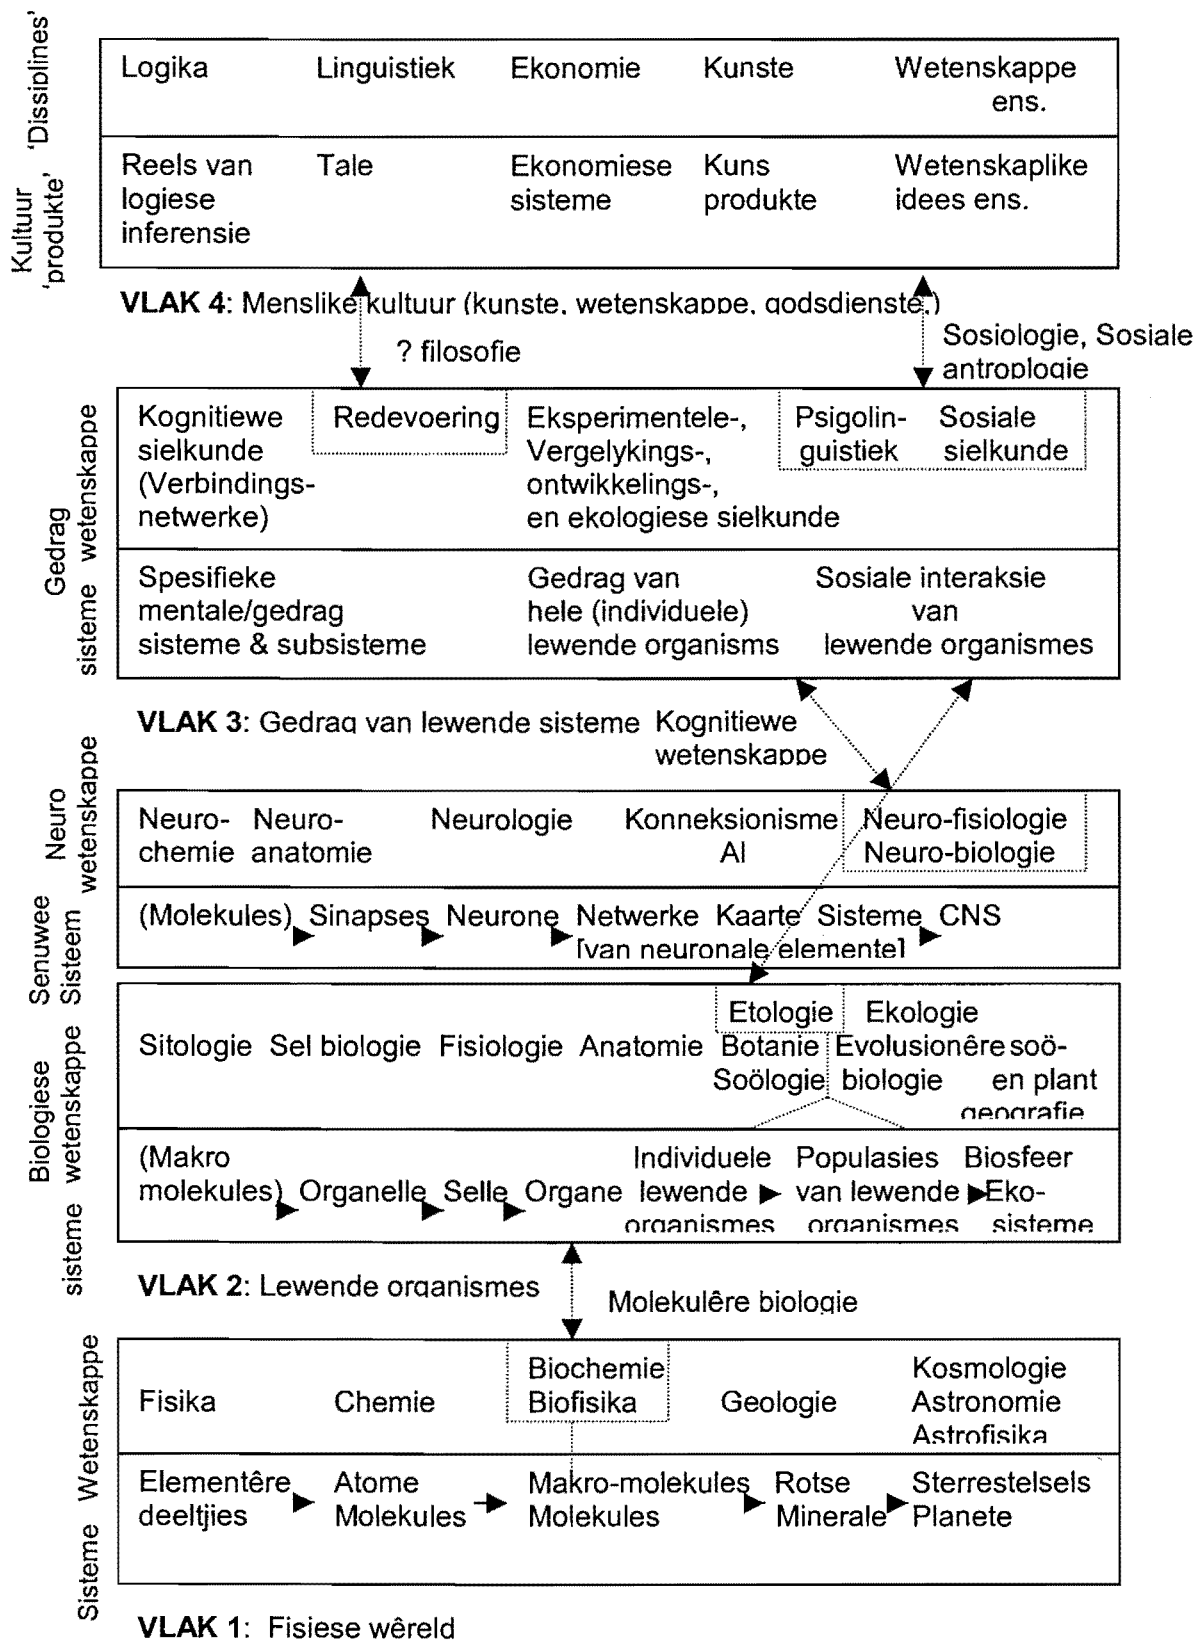 'Dissiblines'
Logika Linguistiek Ekonomie Kunste Wetenskappe
ens.
Kultuur
'produkte'
Reels van Tale Ekonomiese Kuns Wetenskaplike
logiese sisteme produkte idees ens.
inferensie
VLAK 4: Menslike kultuur (kunste, wetenskappe, godsdienste,)
? filosofie
Sosiologie, Sosiale
antroplogie
Gedrag
sisteme wetenskappe
Kognitiewe Redevoering Eksperimentele-, Psigolin- Sosiale
sielkunde Vergelykings-, guistiek sielkunde
(Verbindings- ontwikkelings-,
netwerke) en ekologiese sielkunde
Spesifieke Gedrag van Sosiale interaksie
mentale/gedrag hele (individuele) van
sisteme & subsisteme lewende organisms lewende organismes
VLAK 3: Gedrag van lewende sisteme Kognitiewe
wetenskappe
Neuro
wetenskappe
Neuro- Neuro- Neurologie Konneksionisme Neuro-fisiologie
chemie anatomie AI Neuro-biologie
Senuwee
Sisteem
(Molekules) Sinapses Neurone Netwerke Kaarte Sisteme CNS
[van neuronale elemente]
Biologiese
sisteme wetenskappe
Etologie Ekologie
Sitologie Sel biologie Fisiologie Anatomie Botanie Evolusionêre soö-
Soölogie biologie en plant
geografie
(Makro Individuele Populasies Biosfeer
molekules) Organelle Selle Organe lewende van lewende Eko-
organismes organismes sisteme
VLAK 2: Lewende organismes
Molekulêre biologie
Sisteme Wetenskappe
Biochemie Kosmologie
Fisika Chemie Biofisika Geologie Astronomie
Astrofisika
Elementêre Atome Makro-molekules Rotse Sterrestelsels
deeltjies Molekules Molekules Minerale Planete
VLAK 1: Fisiese wêreld